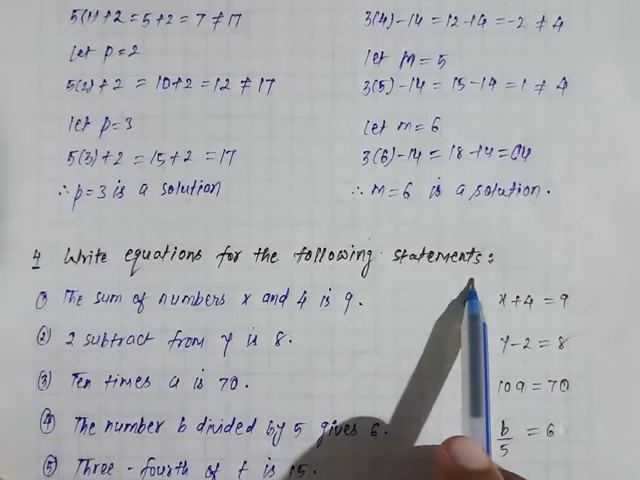 5(1)+2=5+2=7≠17
let p=2
5(2)+2=10+2=12≠17
let p=3
5(3)+2=15+2=17
∴p=3 is a solution
3(4)-14=12-14=-2≠4
let m=5
3(5)-14=15-14=1≠4
let m=6
3(6)-14=18-14=4
∴m=6 is a solution.
4 Write equations for the following statements:
① The sum of numbers x and 4 is 9. x+4=9
② 2 subtract from y is 8. y-2=8
③ Ten times a is 70. 10a=70
④ The number b divided by 5 gives 6. b/5=6
⑤ Three-fourth of t is 15.